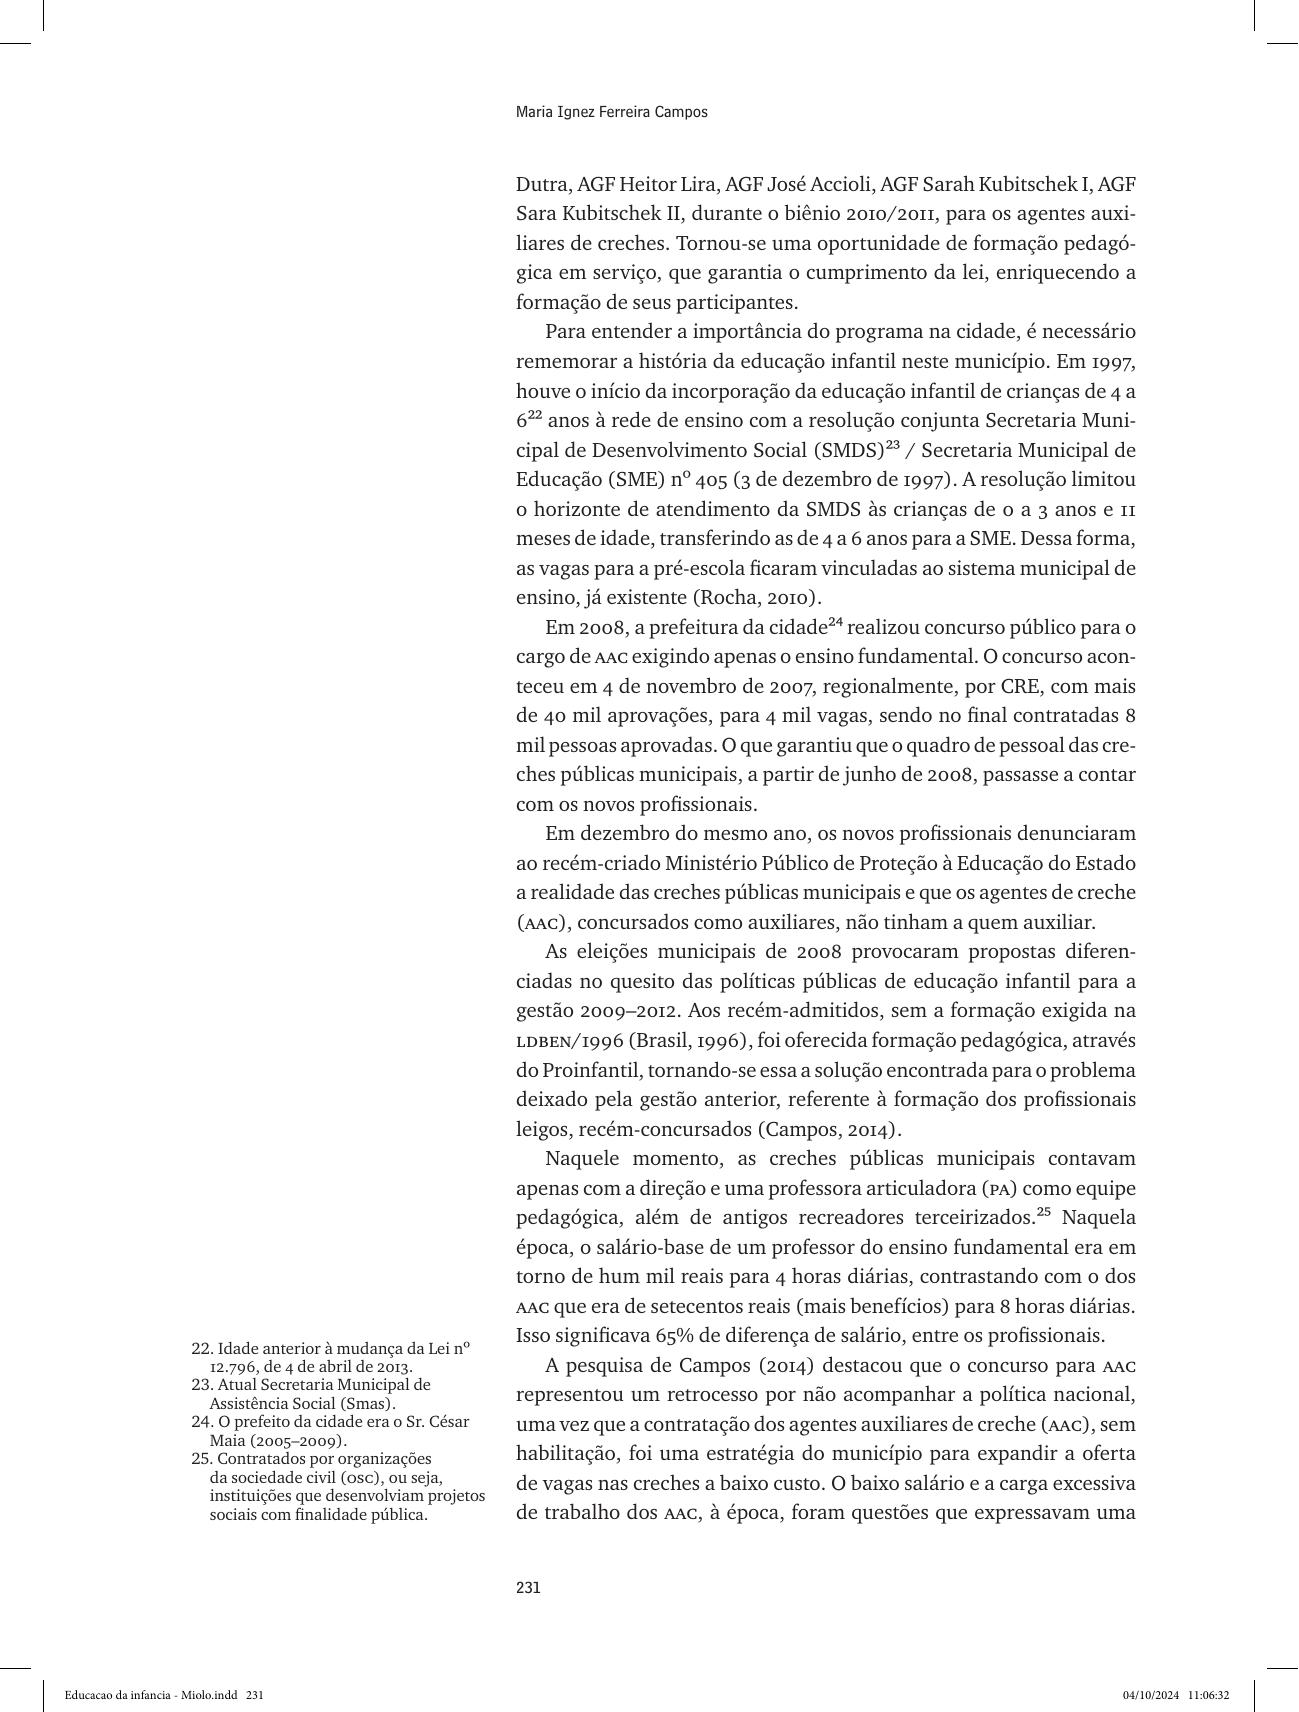 Maria Ignez Ferreira Campos
Dutra, AGF Heitor Lira, AGF José Accioli, AGF Sarah Kubitschek I, AGF
Sara Kubitschek II, durante o biênio 2010/2011, para os agentes auxi-
liares de creches. Tornou-se uma oportunidade de formação pedagó-
gica em serviço, que garantia o cumprimento da lei, enriquecendo a
formação de seus participantes.
Para entender a importância do programa na cidade, é necessário
rememorar a história da educação infantil neste município. Em 1997,
houve o início da incorporação da educação infantil de crianças de 4 a
6²² anos à rede de ensino com a resolução conjunta Secretaria Muni-
cipal de Desenvolvimento Social (SMDS)²³ / Secretaria Municipal de
Educação (SME) nº 405 (3 de dezembro de 1997). A resolução limitou
o horizonte de atendimento da SMDS às crianças de 0 a 3 anos e 11
meses de idade, transferindo as de 4 a 6 anos para a SME. Dessa forma,
as vagas para a pré-escola ficaram vinculadas ao sistema municipal de
ensino, já existente (Rocha, 2010).
Em 2008, a prefeitura da cidade²⁴ realizou concurso público para o
cargo de AAC exigindo apenas o ensino fundamental. O concurso acon-
teceu em 4 de novembro de 2007, regionalmente, por CRE, com mais
de 40 mil aprovações, para 4 mil vagas, sendo no final contratadas 8
mil pessoas aprovadas. O que garantiu que o quadro de pessoal das cre-
ches públicas municipais, a partir de junho de 2008, passasse a contar
com os novos profissionais.
Em dezembro do mesmo ano, os novos profissionais denunciaram
ao recém-criado Ministério Público de Proteção à Educação do Estado
a realidade das creches públicas municipais e que os agentes de creche
(AAC), concursados como auxiliares, não tinham a quem auxiliar.
As eleições municipais de 2008 provocaram propostas diferen-
ciadas no quesito das políticas públicas de educação infantil para a
gestão 2009–2012. Aos recém-admitidos, sem a formação exigida na
LDBEN/1996 (Brasil, 1996), foi oferecida formação pedagógica, através
do Proinfantil, tornando-se essa a solução encontrada para o problema
deixado pela gestão anterior, referente à formação dos profissionais
leigos, recém-concursados (Campos, 2014).
Naquele momento, as creches públicas municipais contavam
apenas com a direção e uma professora articuladora (PA) como equipe
pedagógica, além de antigos recreadores terceirizados.²⁵ Naquela
época, o salário-base de um professor do ensino fundamental era em
torno de hum mil reais para 4 horas diárias, contrastando com o dos
AAC que era de setecentos reais (mais benefícios) para 8 horas diárias.
Isso significava 65% de diferença de salário, entre os profissionais.
A pesquisa de Campos (2014) destacou que o concurso para AAC
representou um retrocesso por não acompanhar a política nacional,
uma vez que a contratação dos agentes auxiliares de creche (AAC), sem
habilitação, foi uma estratégia do município para expandir a oferta
de vagas nas creches a baixo custo. O baixo salário e a carga excessiva
de trabalho dos AAC, à época, foram questões que expressavam uma
22. Idade anterior à mudança da Lei nº
12.796, de 4 de abril de 2013.
23. Atual Secretaria Municipal de
Assistência Social (Smas).
24. O prefeito da cidade era o Sr. César
Maia (2005–2009).
25. Contratados por organizações
da sociedade civil (OSC), ou seja,
instituições que desenvolviam projetos
sociais com finalidade pública.
231
Educacao da infancia - Miolo.indd 231
04/10/2024 11:06:32